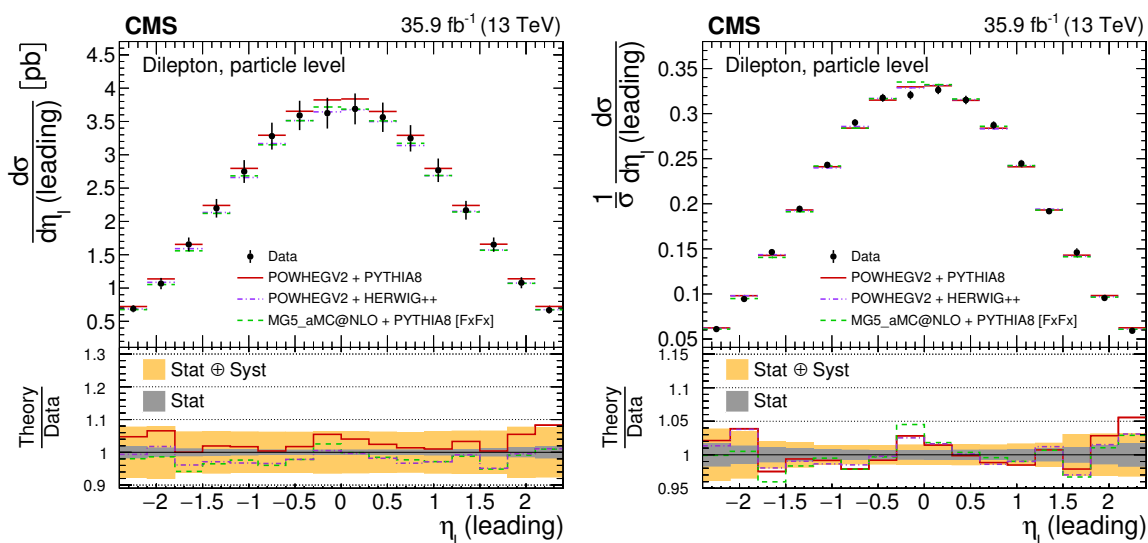 CMS 35.9 fb⁻¹ (13 TeV)
Dilepton, particle level
dσ / dηₗ (leading) [pb]
4.5
4
3.5
3
2.5
2
1.5
1
0.5
Data
POWHEGV2 + PYTHIA8
POWHEGV2 + HERWIG++
MG5_aMC@NLO + PYTHIA8 [FxFx]
Theory / Data
1.3
1.2
1.1
1
0.9
Stat ⊕ Syst
Stat
−2 −1.5 −1 −0.5 0 0.5 1 1.5 2
ηₗ (leading)
CMS 35.9 fb⁻¹ (13 TeV)
Dilepton, particle level
1/σ dσ / dηₗ (leading)
0.35
0.3
0.25
0.2
0.15
0.1
0.05
Data
POWHEGV2 + PYTHIA8
POWHEGV2 + HERWIG++
MG5_aMC@NLO + PYTHIA8 [FxFx]
Theory / Data
1.15
1.1
1.05
1
0.95
Stat ⊕ Syst
Stat
−2 −1.5 −1 −0.5 0 0.5 1 1.5 2
ηₗ (leading)